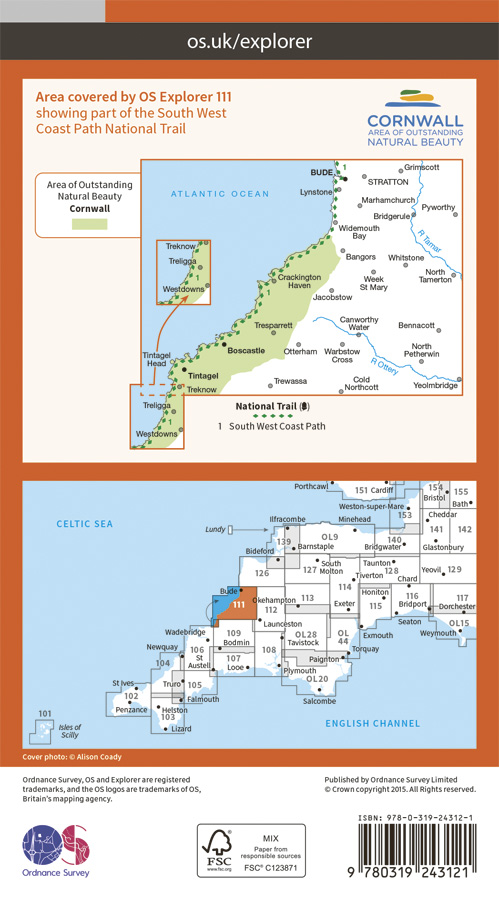 os.uk/explorer
Area covered by OS Explorer 111
showing part of the South West
Coast Path National Trail
CORNWALL
AREA OF OUTSTANDING
NATURAL BEAUTY
Area of Outstanding
Natural Beauty
Cornwall
ATLANTIC OCEAN
BUDE
1
Grimscott
STRATTON
Lynstone
Marhamchurch
Bridgerule
Pyworthy
Widemouth
Bay
R Tamar
Treknow
Treligga
1
Westdowns
Bangors
Whitstone
Crackington
Haven
1
Week
St Mary
North
Tamerton
Jacobstow
Tresparrett
Canworthy
Water
Bennacott
Boscastle
Otterham
Warbstow
Cross
North
Petherwin
R Ottery
Tintagel
Head
Tintagel
Treknow
Trewassa
Cold
Northcott
Yeolmbridge
Treligga
1
Westdowns
National Trail
1 South West Coast Path
Porthcawl
151
Cardiff
154
Bristol
155
Bath
Weston-super-Mare
153
Cheddar
141
142
CELTIC SEA
Lundy
Ilfracombe
OL9
Minehead
139
Barnstaple
140
Bridgwater
Glastonbury
Bideford
126
127
South
Molton
Taunton
128
Yeovil
129
Tiverton
114
Chard
Bude
111
Okehampton
112
113
Exeter
Honiton
115
116
Bridport
117
Dorchester
Launceston
Seaton
OL15
Weymouth
Wadebridge
109
Bodmin
OL28
Tavistock
OL
44
Exmouth
Newquay
106
St
Austell
107
Looe
108
Plymouth
Paignton
Torquay
104
OL20
Salcombe
St Ives
Truro
105
102
Penzance
Helston
103
Falmouth
Lizard
101
Isles of
Scilly
ENGLISH CHANNEL
Cover photo: © Alison Coady
Ordnance Survey, OS and Explorer are registered
trademarks, and the OS logos are trademarks of OS,
Britain's mapping agency.
Published by Ordnance Survey Limited
© Crown copyright 2015. All Rights reserved.
Ordnance Survey
FSC
www.fsc.org
MIX
Paper from
responsible sources
FSC® C123871
ISBN: 978-0-319-24312-1
9 780319 243121